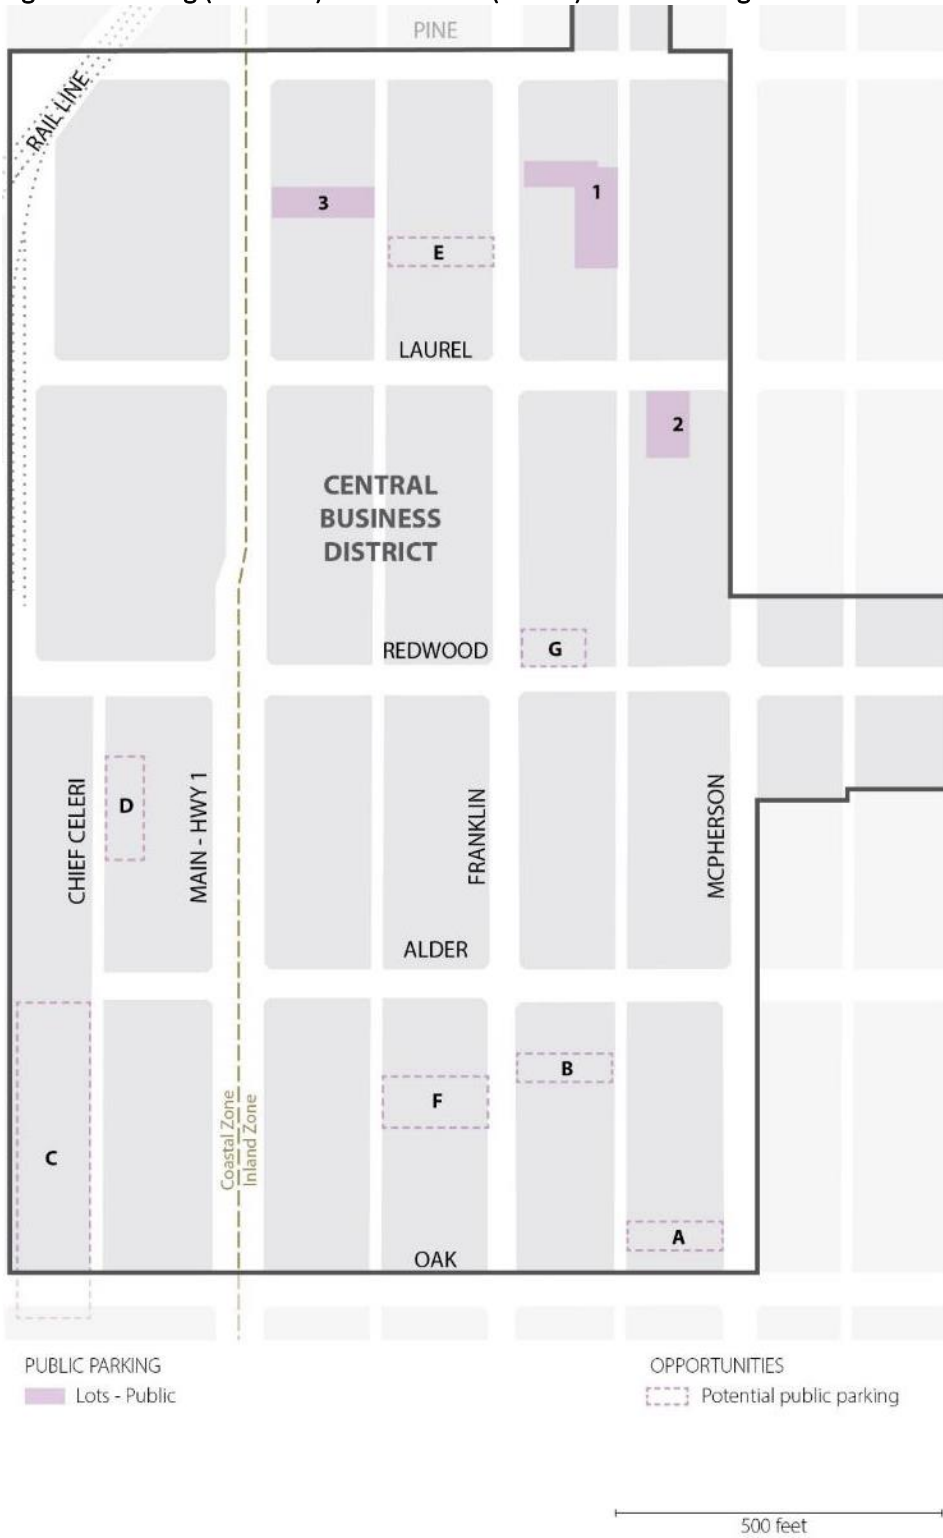 PINE
RAIL LINE
3
1
E
LAUREL
2
CENTRAL
BUSINESS
DISTRICT
REDWOOD
G
CHIEF CELERI
D
MAIN - HWY 1
FRANKLIN
MCPHERSON
ALDER
B
F
Coastal Zone
Inland Zone
C
A
OAK
PUBLIC PARKING
Lots - Public
OPPORTUNITIES
Potential public parking
500 feet